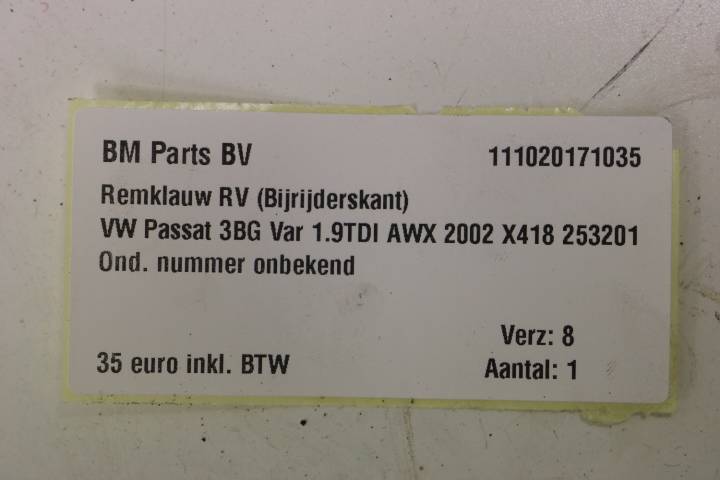 BM Parts BV 111020171035
Remklauw RV (Bijrijderskant)
VW Passat 3BG Var 1.9TDI AWX 2002 X418 253201
Ond. nummer onbekend
Verz: 8
35 euro inkl. BTW Aantal: 1